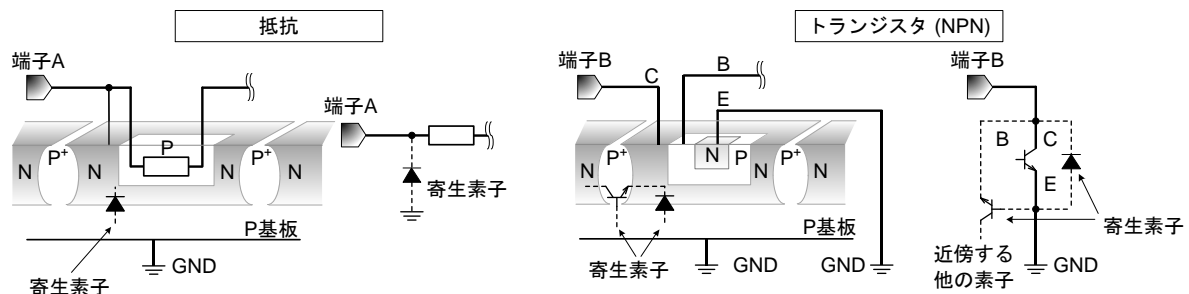 抵抗
端子A
N
P+
N
P
N
P+
N
P基板
GND
寄生素子
端子A
寄生素子
トランジスタ (NPN)
端子B
C
B
E
N
P+
N
N
P
N
P+
N
P基板
GND
寄生素子
GND
端子B
B
C
E
寄生素子
近傍する
他の素子
GND